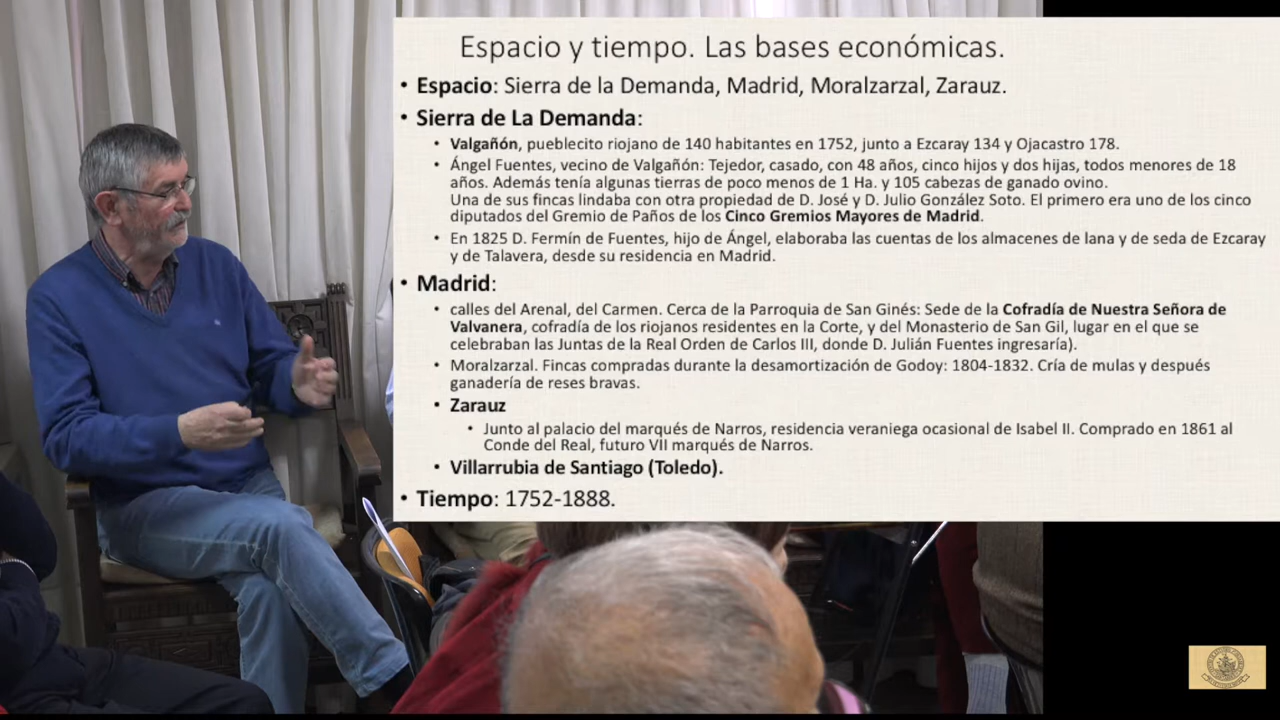 Espacio y tiempo. Las bases económicas.
• Espacio: Sierra de la Demanda, Madrid, Moralzarzal, Zarauz.
• Sierra de La Demanda:
• Valgañón, pueblecito riojano de 140 habitantes en 1752, junto a Ezcaray 134 y Ojacastro 178.
• Ángel Fuentes, vecino de Valgañón: Tejedor, casado, con 48 años, cinco hijos y dos hijas, todos menores de 18
años. Además tenía algunas tierras de poco menos de 1 Ha. y 105 cabezas de ganado ovino.
Una de sus fincas lindaba con otra propiedad de D. José y D. Julio González Soto. El primero era uno de los cinco
diputados del Gremio de Paños de los Cinco Gremios Mayores de Madrid.
• En 1825 D. Fermín de Fuentes, hijo de Ángel, elaboraba las cuentas de los almacenes de lana y de seda de Ezcaray
y de Talavera, desde su residencia en Madrid.
• Madrid:
• calles del Arenal, del Carmen. Cerca de la Parroquia de San Ginés: Sede de la Cofradía de Nuestra Señora de
Valvanera, cofradía de los riojanos residentes en la Corte, y del Monasterio de San Gil, lugar en el que se
celebraban las Juntas de la Real Orden de Carlos III, donde D. Julián Fuentes ingresaría).
• Moralzarzal. Fincas compradas durante la desamortización de Godoy: 1804-1832. Cría de mulas y después
ganadería de reses bravas.
• Zarauz
• Junto al palacio del marqués de Narros, residencia veraniega ocasional de Isabel II. Comprado en 1861 al
Conde del Real, futuro VII marqués de Narros.
• Villarrubia de Santiago (Toledo).
• Tiempo: 1752-1888.